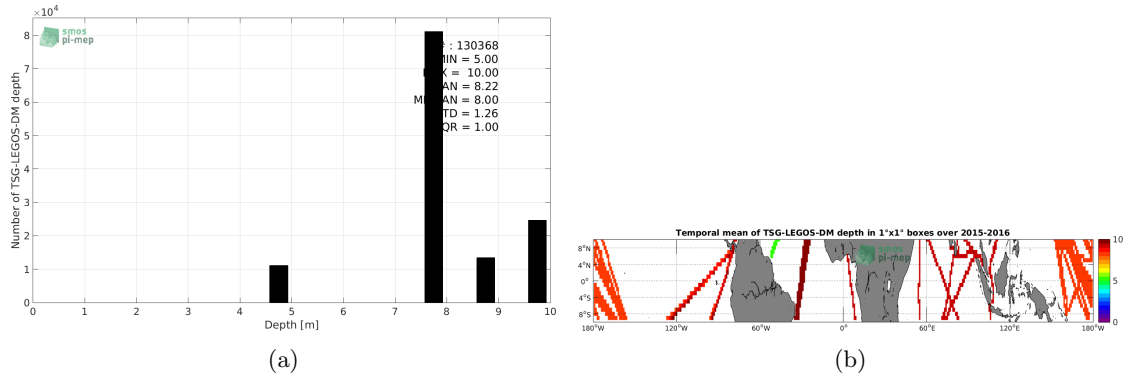 ×10⁴
smos
pi-mep
: 130368
MIN = 5.00
= 10.00
= 8.22
= 8.00
= 1.26
= 1.00
Number of TSG-LEGOS-DM depth
8
7
6
5
4
3
2
1
0
0 1 2 3 4 5 6 7 8 9 10
Depth [m]
(a)
Temporal mean of TSG-LEGOS-DM depth in 1°x1° boxes over 2015-2016
smos
pi-mep
8°N
4°N
0°
4°S
8°S
180°W 120°W 60°W 0° 60°E 120°E 180°W
10
5
0
(b)